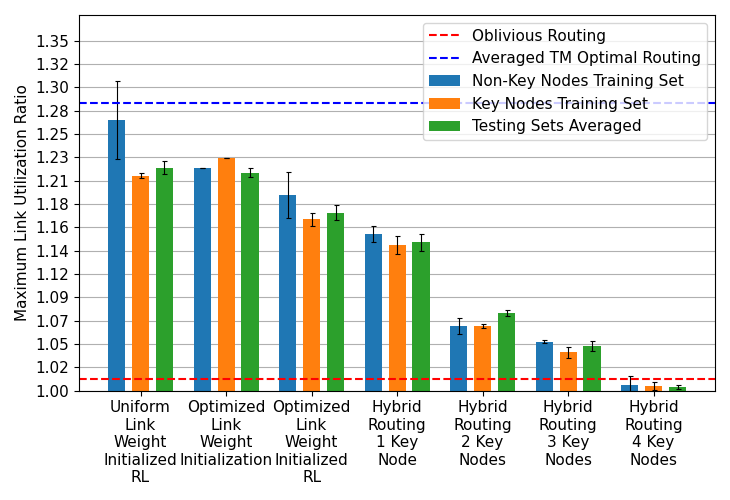 Maximum Link Utilization Ratio
1.35
1.32
1.30
1.28
1.25
1.23
1.21
1.18
1.16
1.14
1.12
1.09
1.07
1.05
1.02
1.00
Oblivious Routing
Averaged TM Optimal Routing
Non-Key Nodes Training Set
Key Nodes Training Set
Testing Sets Averaged
Uniform
Link
Weight
Initialized
RL
Optimized
Link
Weight
Initialization
Optimized
Link
Weight
Initialized
RL
Hybrid
Routing
1 Key
Node
Hybrid
Routing
2 Key
Nodes
Hybrid
Routing
3 Key
Nodes
Hybrid
Routing
4 Key
Nodes